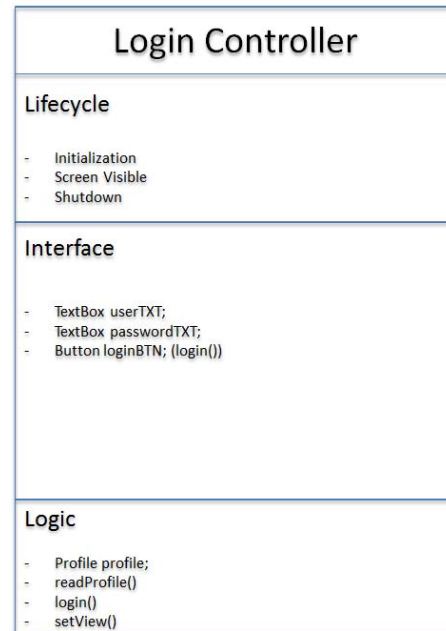 Login Controller
Lifecycle
- Initialization
- Screen Visible
- Shutdown
Interface
- TextBox userTXT;
- TextBox passwordTXT;
- Button loginBTN; (login())
Logic
- Profile profile;
- readProfile()
- login()
- setView()